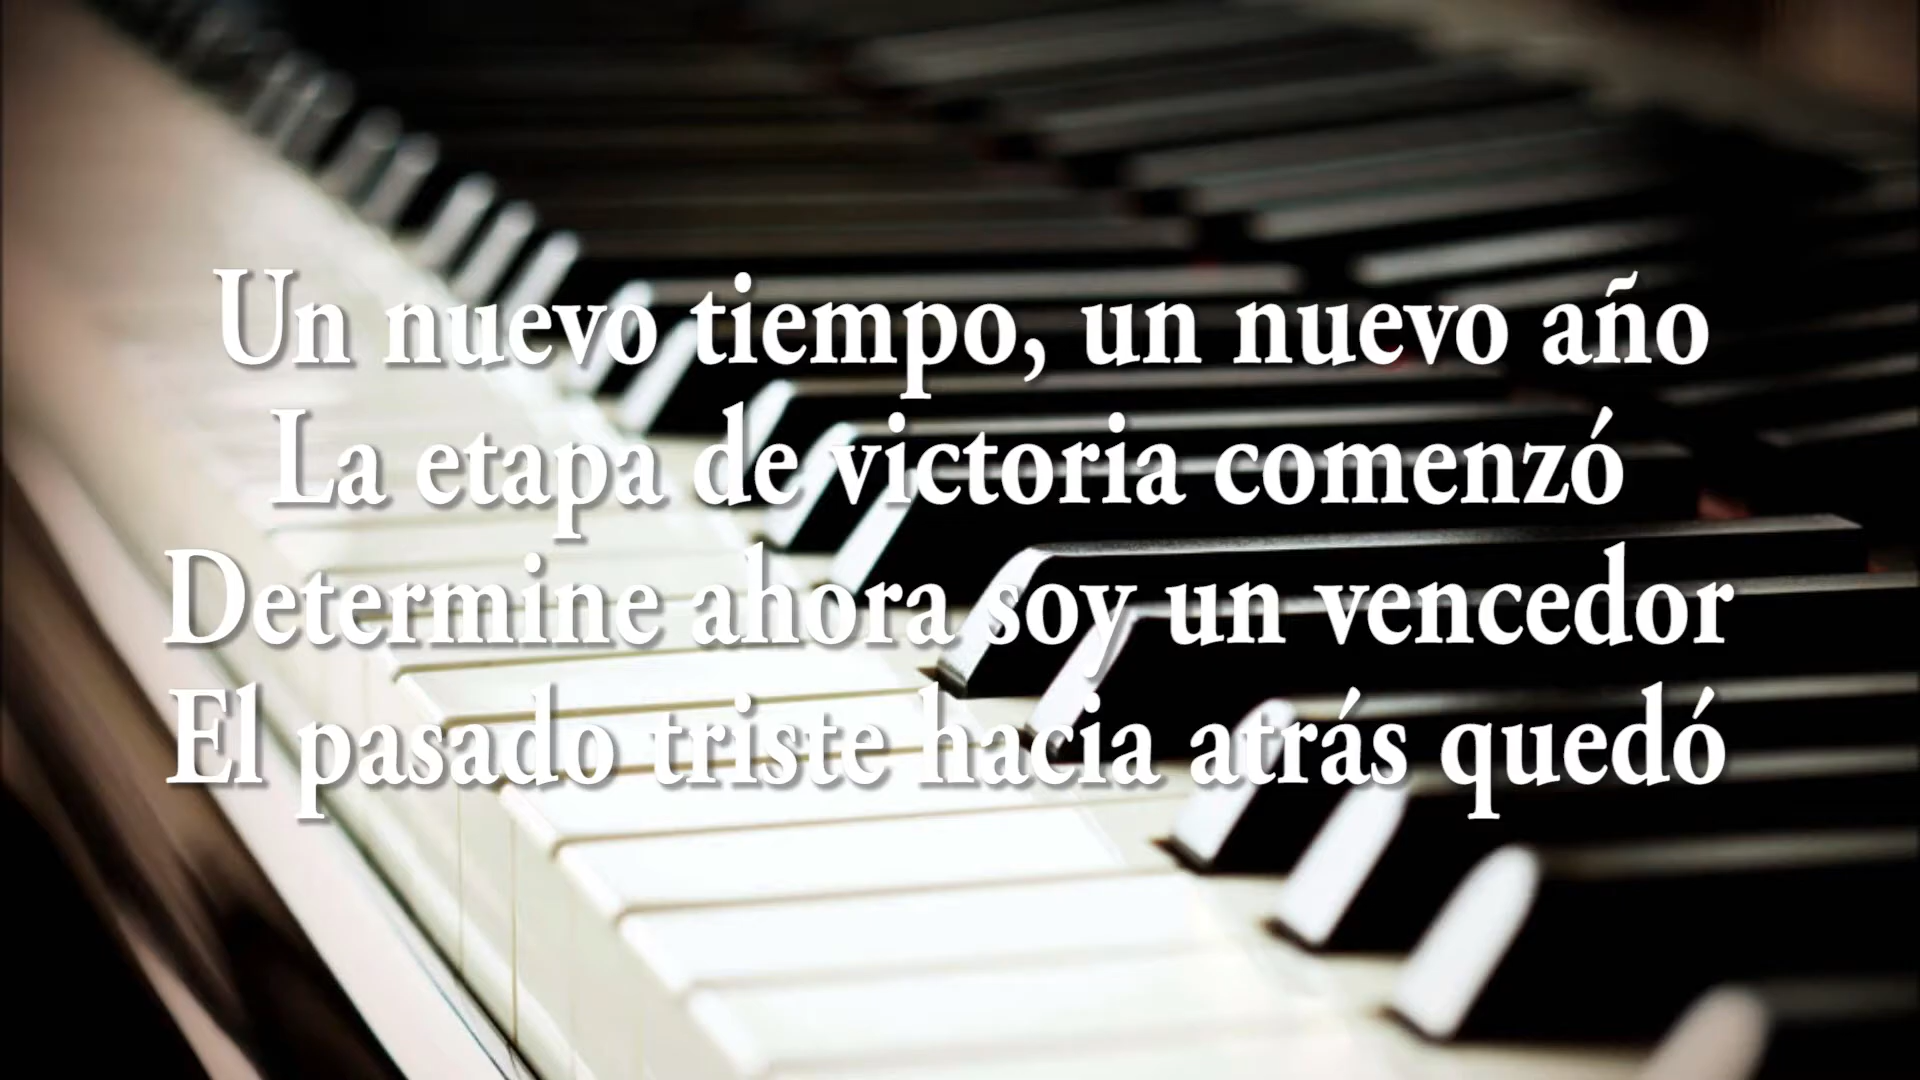 Un nuevo tiempo, un nuevo año
La etapa de victoria comenzó
Determine ahora soy un vencedor
El pasado triste hacia atrás quedó